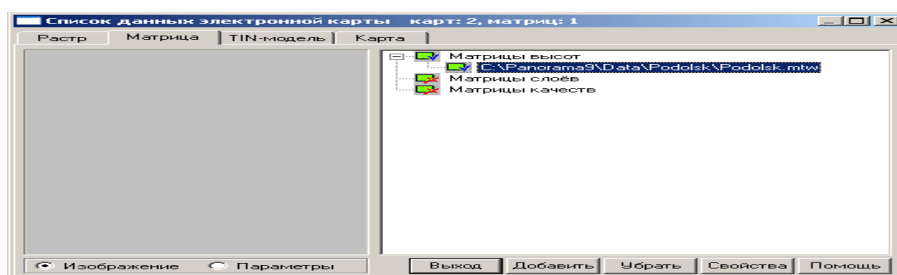 Список данных электронной карты карт: 2, матриц: 1
Растр Матрица TIN-модель Карта
Матрицы высот
C:\Panorama9\Data\Podolsk\Podolsk.mtw
Матрицы слоёв
Матрицы качеств
Изображение Параметры Выход Добавить Убрать Свойства Помощь